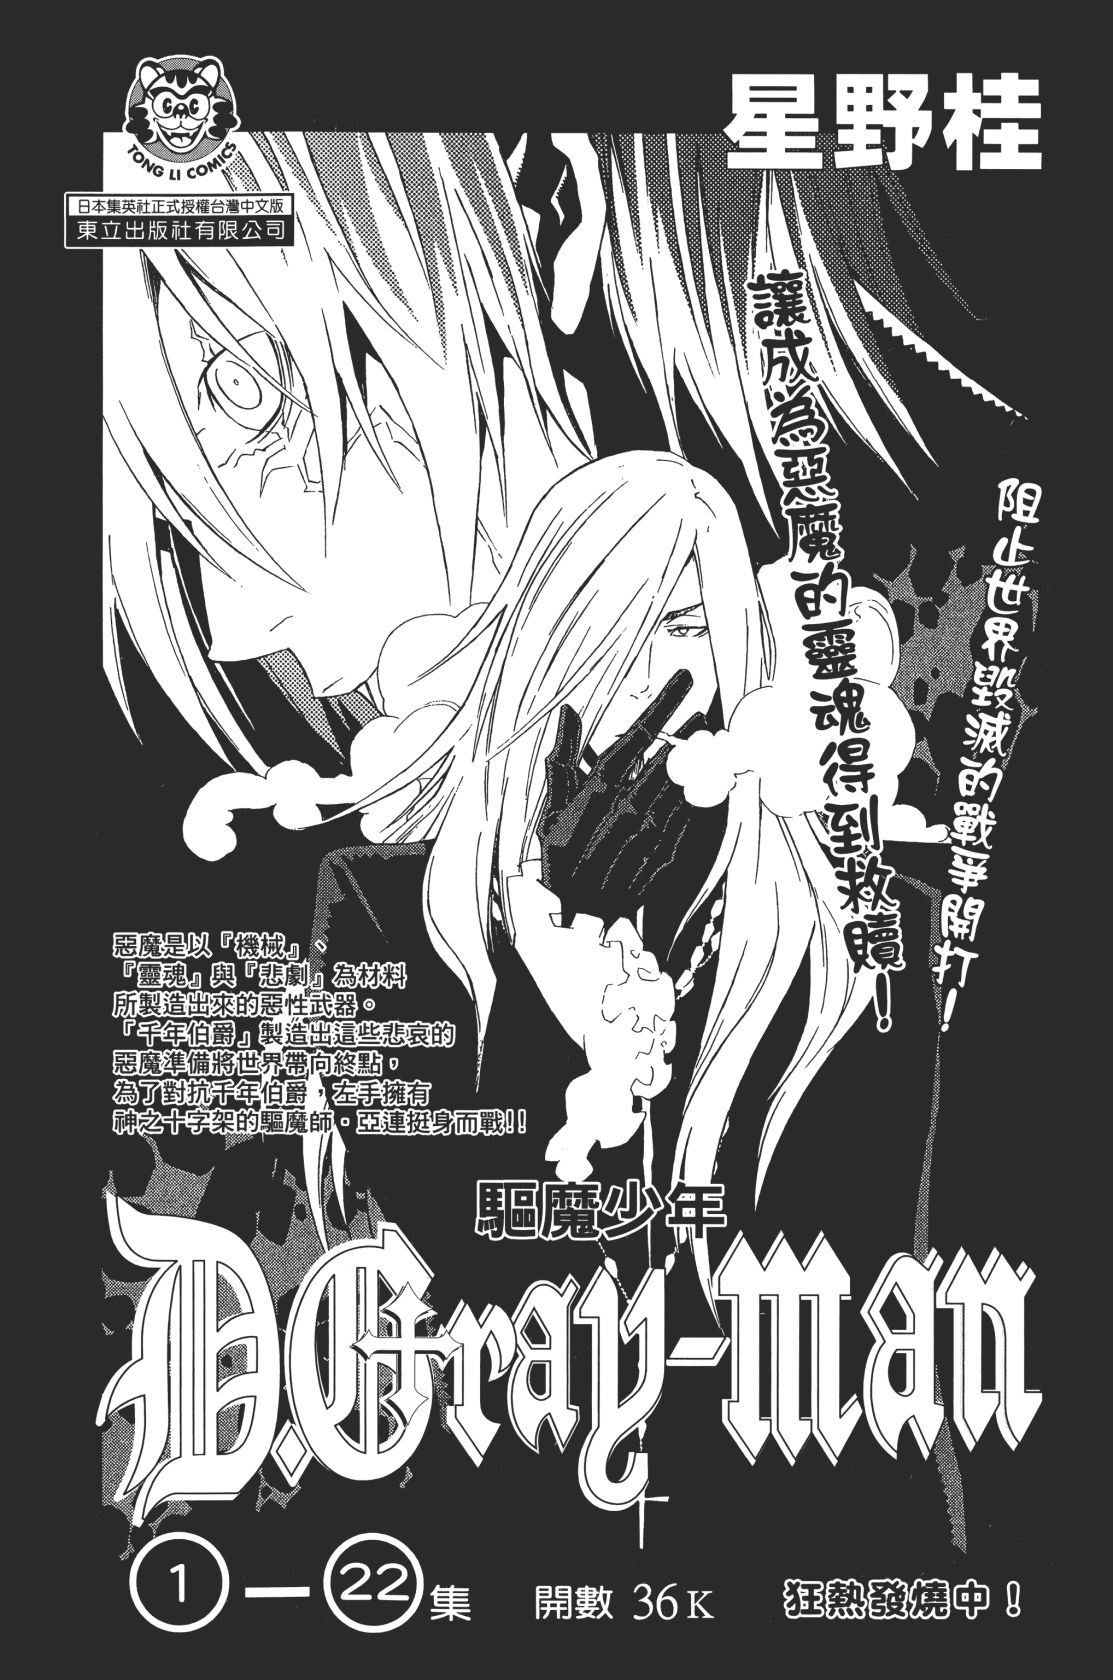 TONG LI COMICS
日本集英社正式授權台灣中文版
東立出版社有限公司
星野桂
阻止世界毀滅的戰爭開打！
讓成為惡魔的靈魂得到救贖！
惡魔是以『機械』、
『靈魂』與『悲劇』為材料
所製造出來的惡性武器。
「千年伯爵」製造出這些悲哀的
惡魔準備將世界帶向終點，
為了對抗千年伯爵，左手擁有
神之十字架的驅魔師·亞連挺身而戰!!
驅魔少年
D.Gray-man
1—22集 開數 36K 狂熱發燒中！